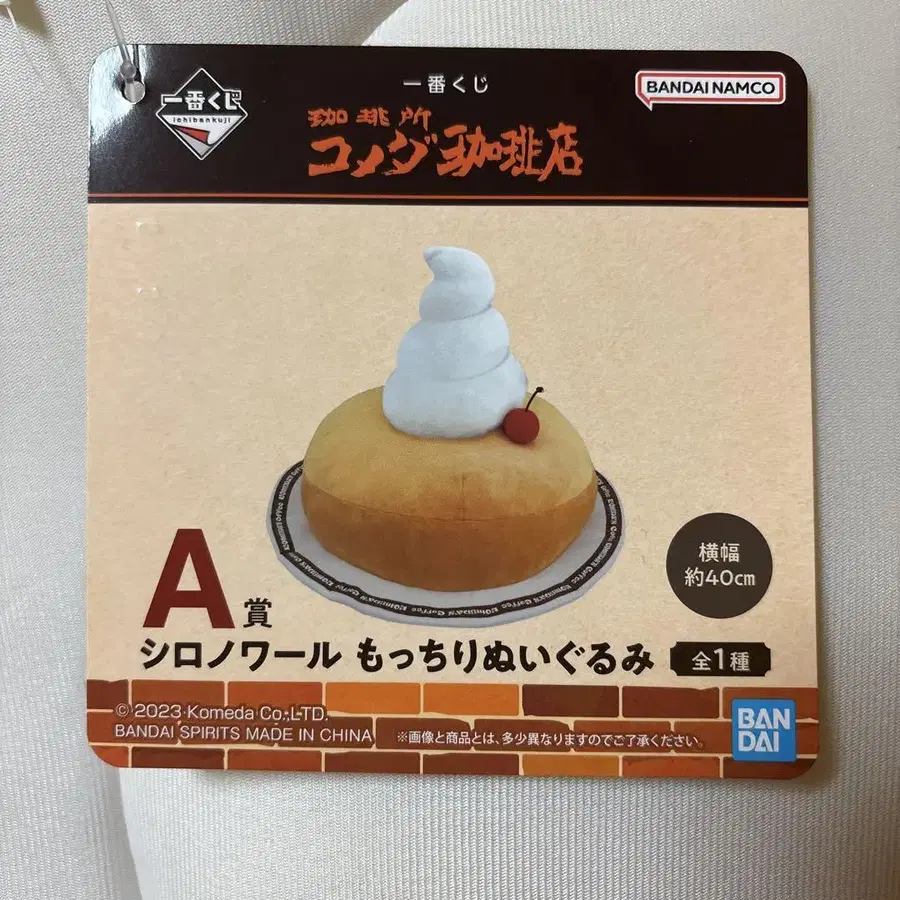 一番くじ
ichibankuji
一番くじ
BANDAI NAMCO
珈琲所
コメダ珈琲店
KOMEDA'S Coffee
A賞
横幅
約40cm
シロノワール もっちりぬいぐるみ 全1種
© 2023 Komeda Co.,LTD.
BANDAI SPIRITS MADE IN CHINA
※画像と商品とは、多少異なりますのでご了承ください。
BAN
DAI